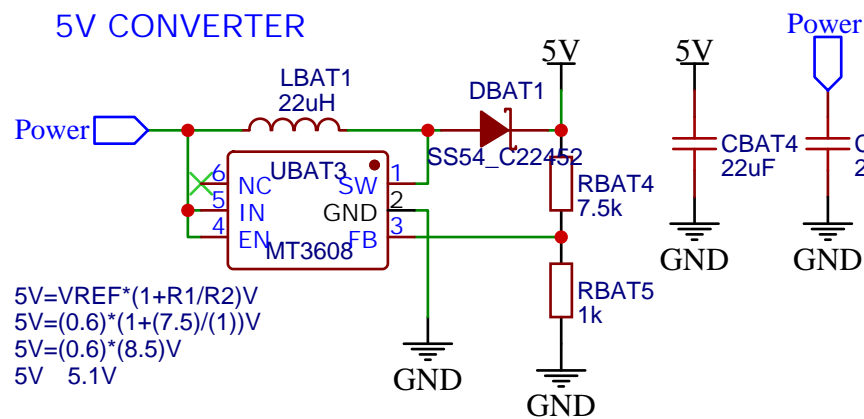 5V CONVERTER
Power
LBAT1
22uH
DBAT1
SS54_C22452
5V
UBAT3
MT3608
6 NC
5 IN
4 EN
SW 1
GND 2
FB 3
RBAT4
7.5k
RBAT5
1k
GND
GND
5V=VREF*(1+R1/R2)V
5V=(0.6)*(1+(7.5)/(1))V
5V=(0.6)*(8.5)V
5V 5.1V
5V
CBAT4
22uF
GND
Power
GND